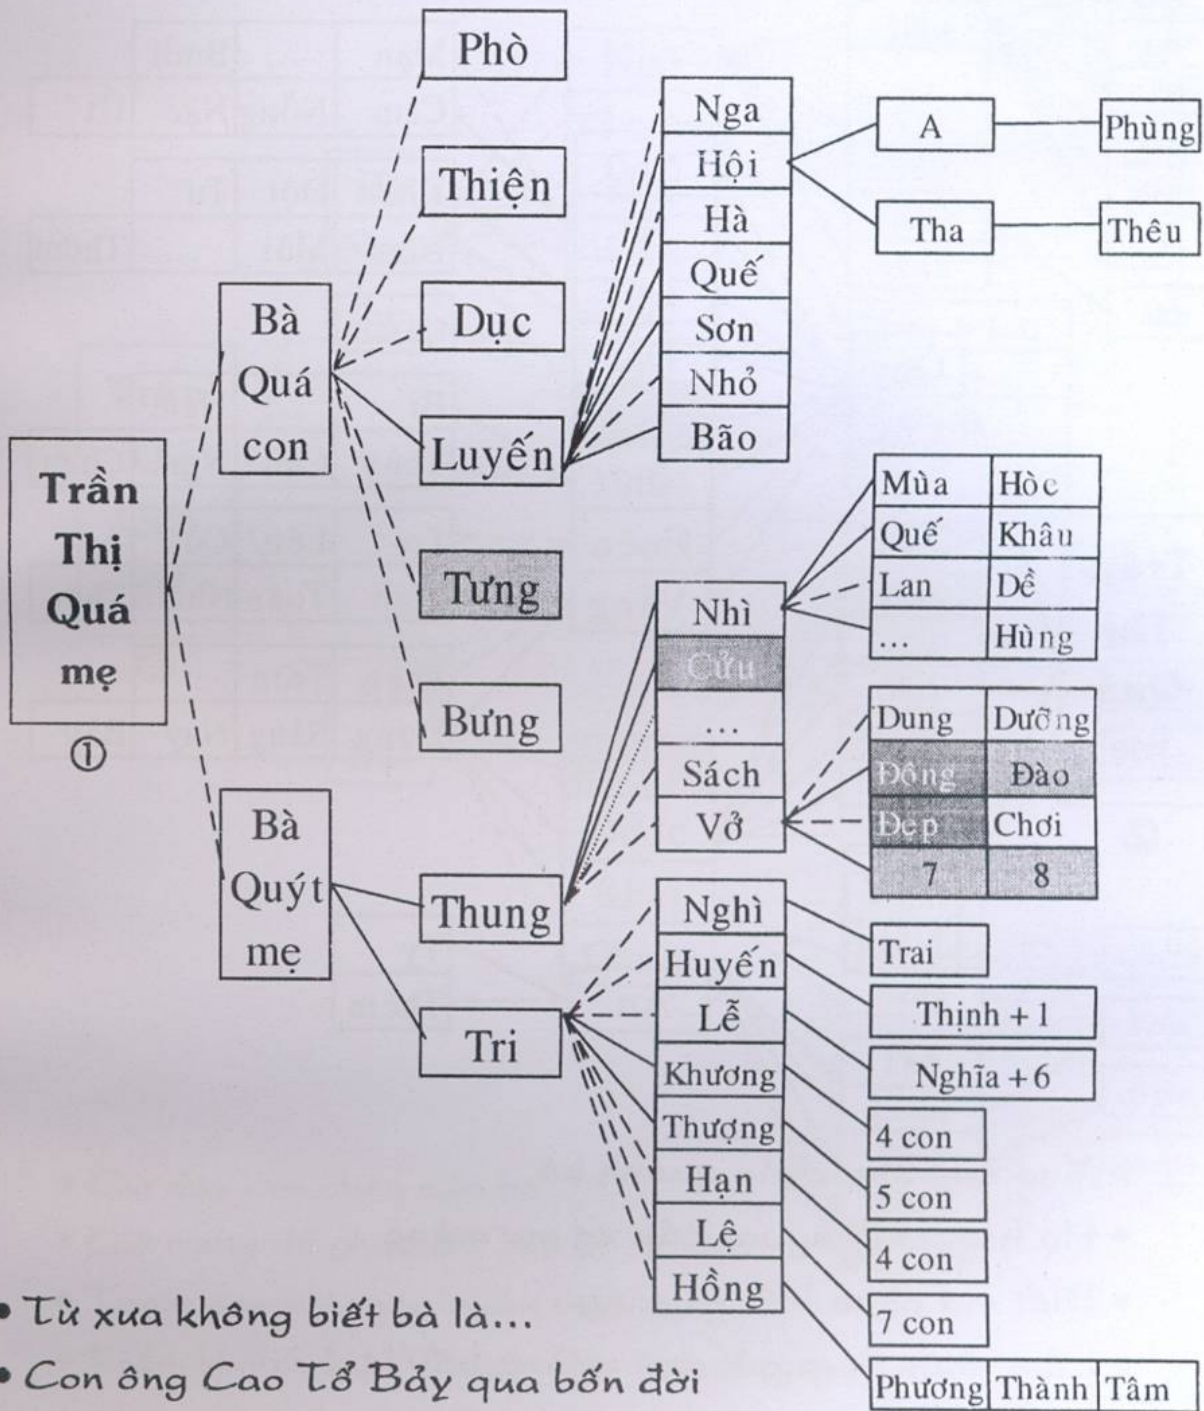 Trần
Thị
Quá
mẹ
①
Bà
Quá
con
Bà
Quýt
mẹ
Phò
Thiện
Dục
Luyến
Tưng
Bưng
Thung
Tri
Nga
Hội
Hà
Quế
Sơn
Nhỏ
Bão
A
Phùng
Tha
Thêu
Nhì
Cửu
...
Sách
Vở
Mùa Hòe
Quế Khâu
Lan Dề
... Hùng
Dung Dưỡng
Đông Đào
Đẹp Chơi
7 8
Nghì
Huyến
Lễ
Khương
Thượng
Hạn
Lệ
Hồng
Trai
Thịnh + 1
Nghĩa + 6
4 con
5 con
4 con
7 con
Phương Thành Tâm
• Từ xưa không biết bà là...
• Con ông Cao Tổ Bảy qua bốn đời